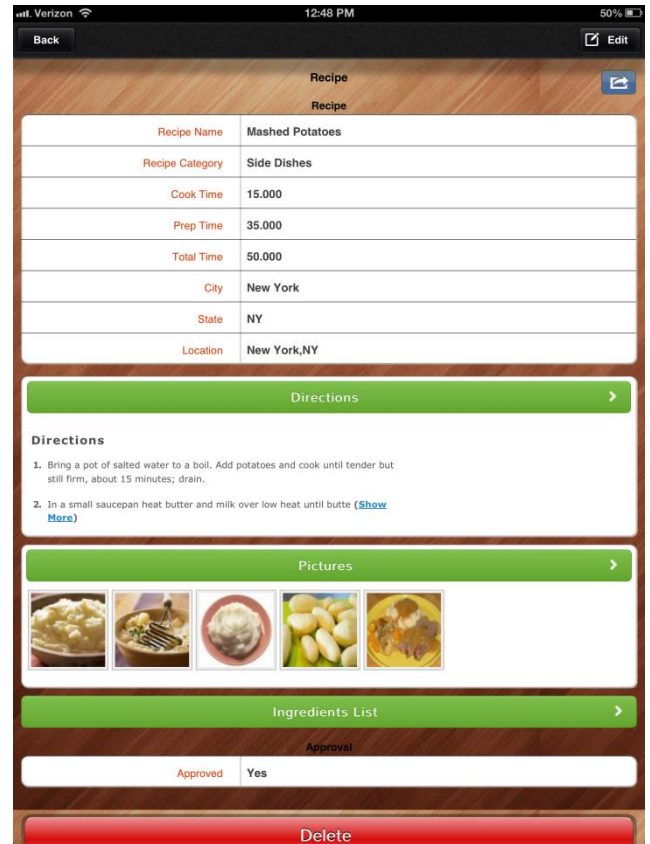 Verizon 12:48 PM 50%
Back Edit
Recipe
Recipe
Recipe Name Mashed Potatoes
Recipe Category Side Dishes
Cook Time 15.000
Prep Time 35.000
Total Time 50.000
City New York
State NY
Location New York,NY
Directions
Directions
1. Bring a pot of salted water to a boil. Add potatoes and cook until tender but
still firm, about 15 minutes; drain.
2. In a small saucepan heat butter and milk over low heat until butte (Show
More)
Pictures
Ingredients List
Approval
Approved Yes
Delete